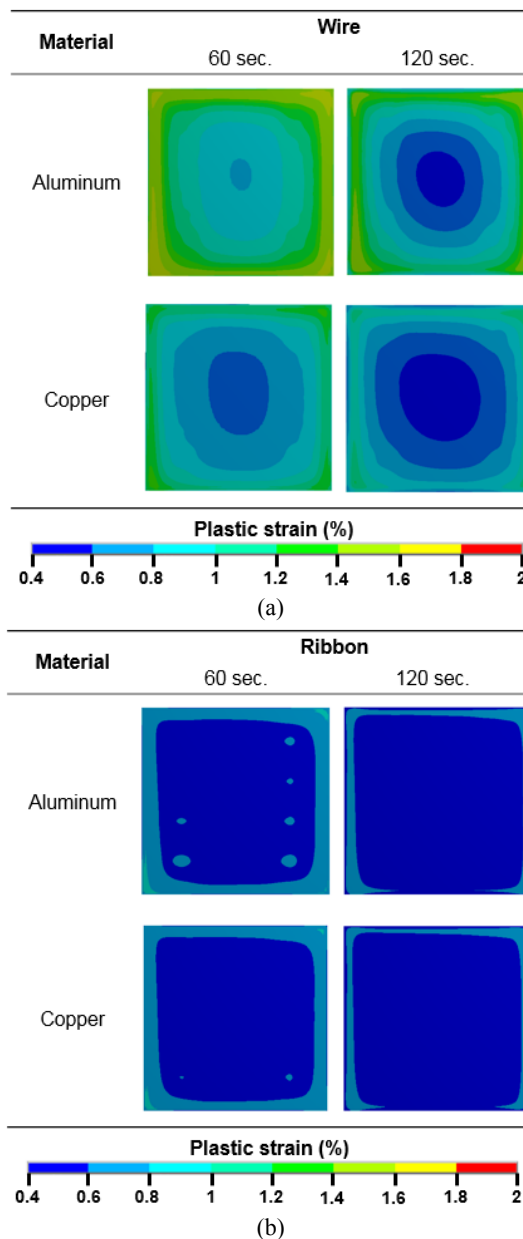 Material Wire
60 sec. 120 sec.
Aluminum
Copper
Plastic strain (%)
0.4 0.6 0.8 1 1.2 1.4 1.6 1.8 2
(a)
Material Ribbon
60 sec. 120 sec.
Aluminum
Copper
Plastic strain (%)
0.4 0.6 0.8 1 1.2 1.4 1.6 1.8 2
(b)